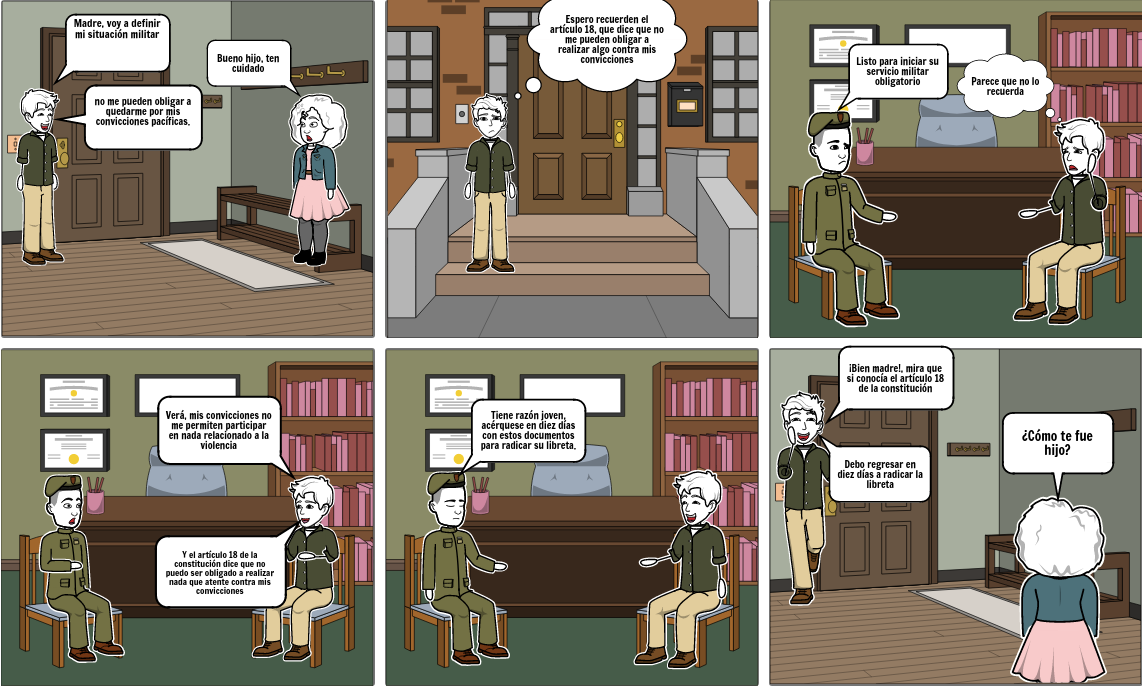 Madre, voy a definir
mi situación militar
no me pueden obligar a
quedarme por mis
convicciones pacíficas.
Bueno hijo, ten
cuidado
Espero recuerden el
artículo 18, que dice que no
me pueden obligar a
realizar algo contra mis
convicciones
Listo para iniciar su
servicio militar
obligatorio
Parece que no lo
recuerda
Verá, mis convicciones no
me permiten participar
en nada relacionado a la
violencia
Y el artículo 18 de la
constitución dice que no
puedo ser obligado a realizar
nada que atente contra mis
convicciones
Tiene razón joven,
acérquese en diez días
con estos documentos
para radicar su libreta.
¡Bien madre!, mira que
si conocía el artículo 18
de la constitución
Debo regresar en
diez días a radicar la
libreta
¿Cómo te fue
hijo?